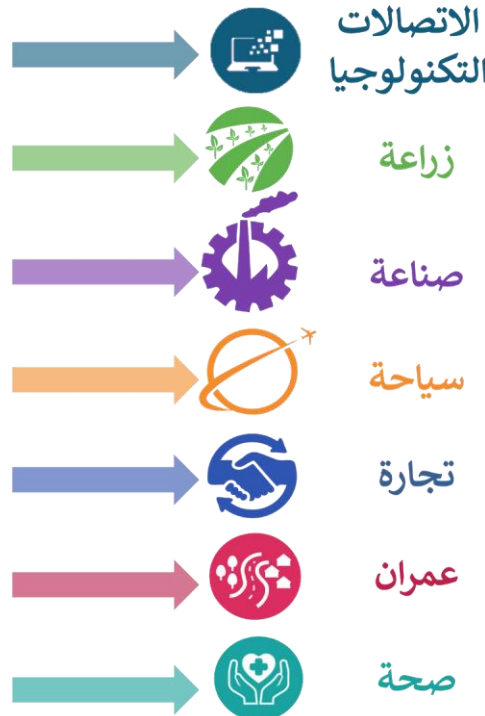 الاتصالات
التكنولوجيا
زراعة
صناعة
سياحة
تجارة
عمران
صحة